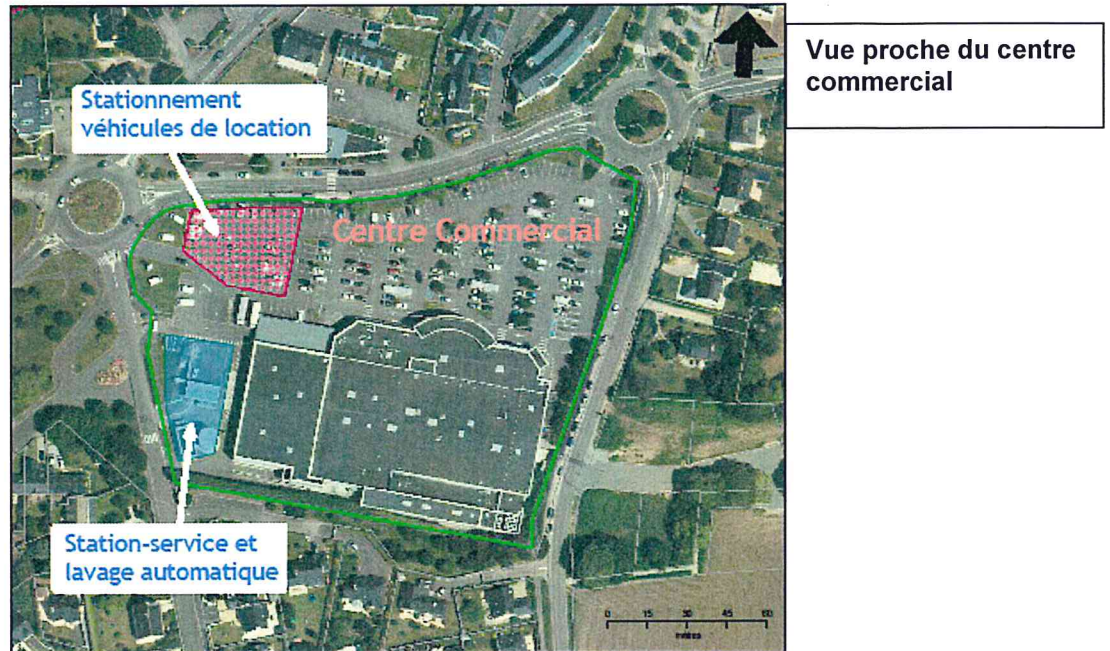 Vue proche du centre
commercial
Stationnement
véhicules de location
Centre Commercial
Station-service et
lavage automatique
0 15 30 45 60
mètres